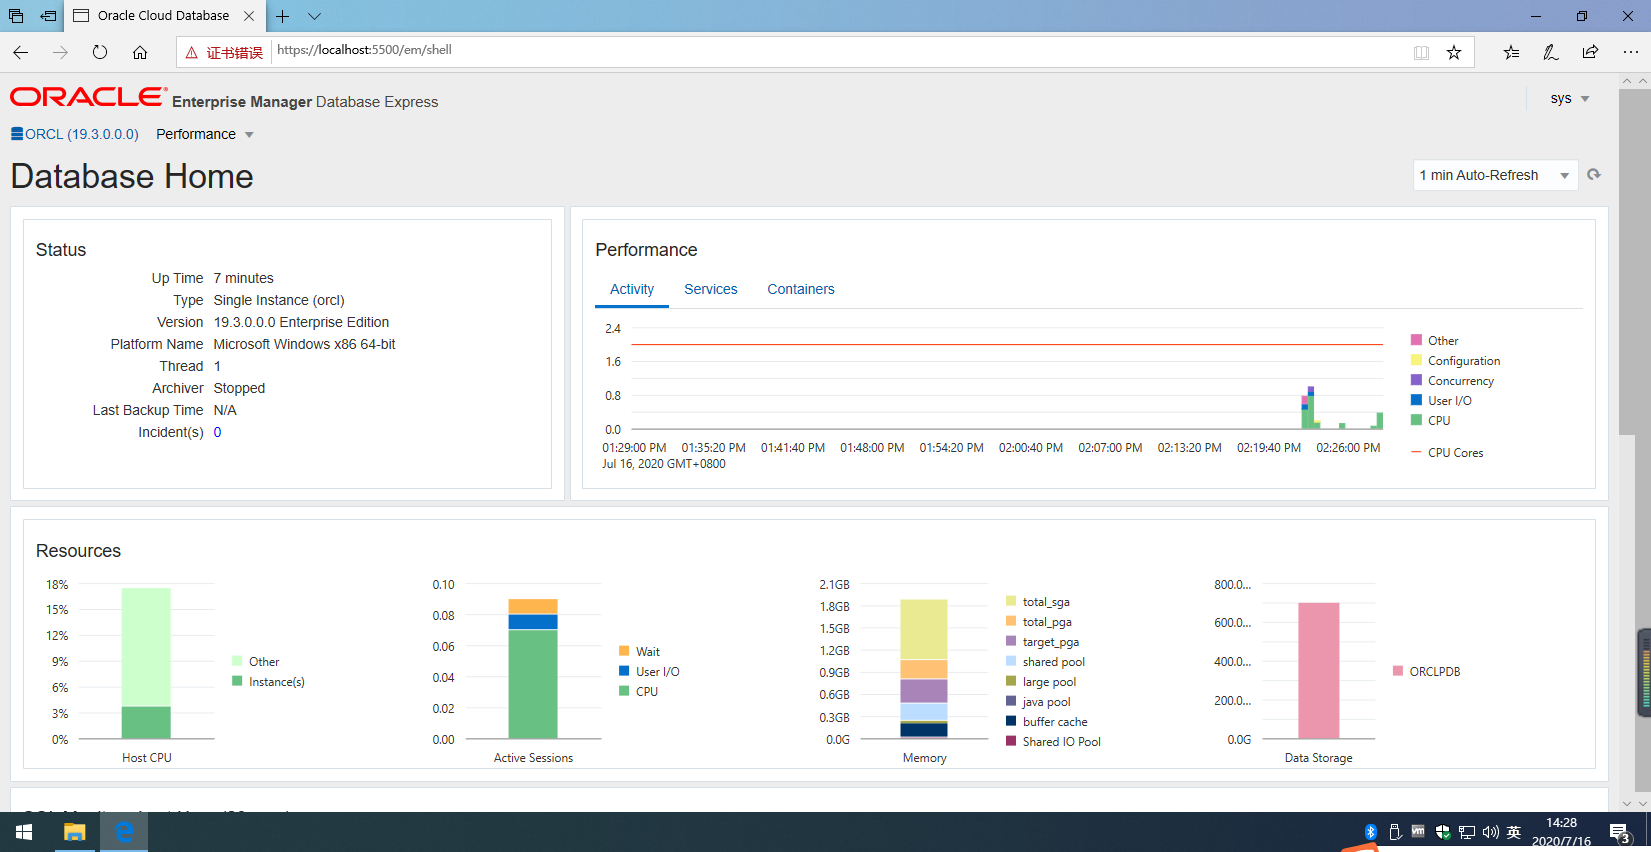 Oracle Cloud Database
证书错误 https://localhost:5500/em/shell
ORACLE® Enterprise Manager Database Express
sys
ORCL (19.3.0.0.0) Performance
Database Home
1 min Auto-Refresh
Status
Up Time 7 minutes
Type Single Instance (orcl)
Version 19.3.0.0.0 Enterprise Edition
Platform Name Microsoft Windows x86 64-bit
Thread 1
Archiver Stopped
Last Backup Time N/A
Incident(s) 0
Performance
Activity Services Containers
2.4
1.6
0.8
0.0
01:29:00 PM 01:35:20 PM 01:41:40 PM 01:48:00 PM 01:54:20 PM 02:00:40 PM 02:07:00 PM 02:13:20 PM 02:19:40 PM 02:26:00 PM
Jul 16, 2020 GMT+0800
Other
Configuration
Concurrency
User I/O
CPU
CPU Cores
Resources
18%
15%
12%
9%
6%
3%
0%
Host CPU
Other
Instance(s)
0.10
0.08
0.06
0.04
0.02
0.00
Active Sessions
Wait
User I/O
CPU
2.1GB
1.8GB
1.5GB
1.2GB
0.9GB
0.6GB
0.3GB
0.0G
Memory
total_sga
total_pga
target_pga
shared pool
large pool
java pool
buffer cache
Shared IO Pool
800.0...
600.0...
400.0...
200.0...
0.0G
Data Storage
ORCLPDB
vm
英
14:28
2020/7/16
3